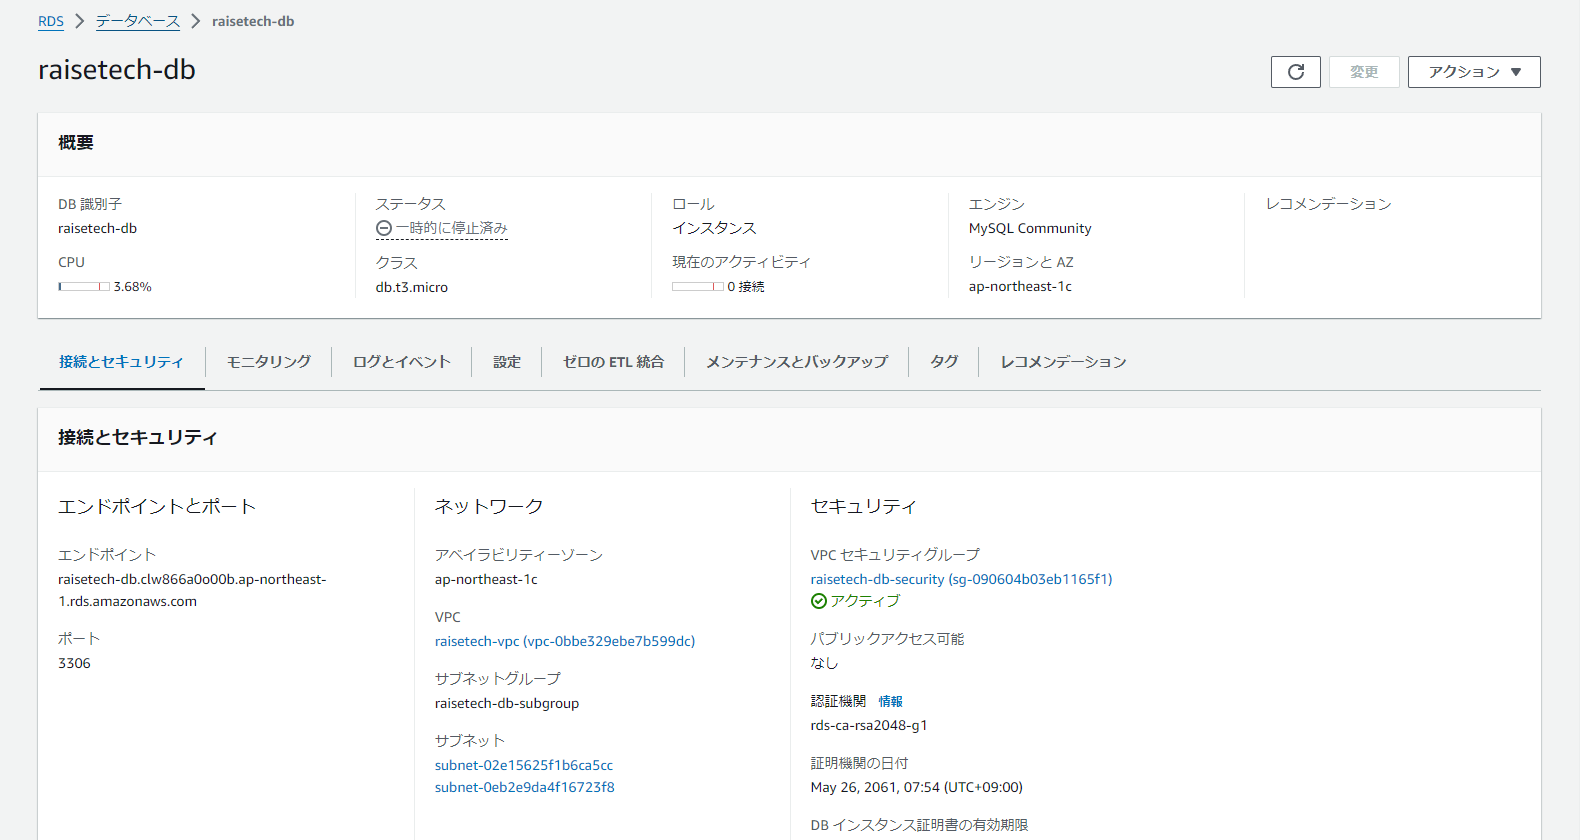 RDS > データベース > raisetech-db
raisetech-db
変更
アクション ▼
概要
DB 識別子
raisetech-db
CPU
3.68%
ステータス
一時的に停止済み
クラス
db.t3.micro
ロール
インスタンス
現在のアクティビティ
0 接続
エンジン
MySQL Community
リージョンと AZ
ap-northeast-1c
レコメンデーション
接続とセキュリティ
モニタリング
ログとイベント
設定
ゼロの ETL 統合
メンテナンスとバックアップ
タグ
レコメンデーション
接続とセキュリティ
エンドポイントとポート
エンドポイント
raisetech-db.clw866a0o00b.ap-northeast-
1.rds.amazonaws.com
ポート
3306
ネットワーク
アベイラビリティーゾーン
ap-northeast-1c
VPC
raisetech-vpc (vpc-0bbe329ebe7b599dc)
サブネットグループ
raisetech-db-subgroup
サブネット
subnet-02e15625f1b6ca5cc
subnet-0eb2e9da4f16723f8
セキュリティ
VPC セキュリティグループ
raisetech-db-security (sg-090604b03eb1165f1)
アクティブ
パブリックアクセス可能
なし
認証機関 情報
rds-ca-rsa2048-g1
証明機関の日付
May 26, 2061, 07:54 (UTC+09:00)
DB インスタンス証明書の有効期限